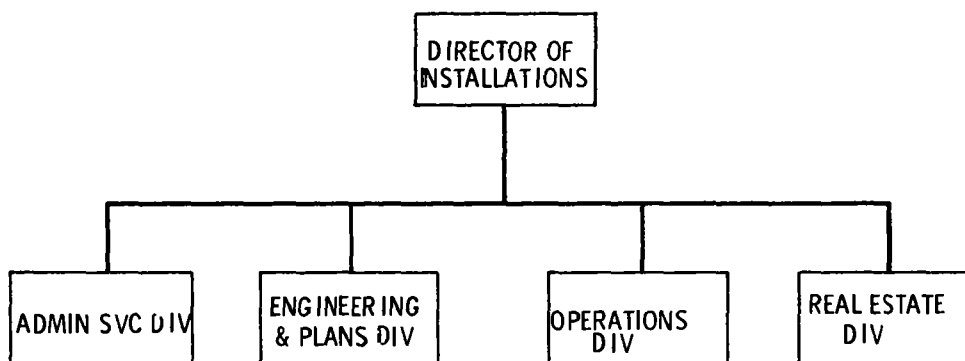 DIRECTOR OF
INSTALLATIONS
ADMIN SVC DIV
ENGINEERING
& PLANS DIV
OPERATIONS
DIV
REAL ESTATE
DIV